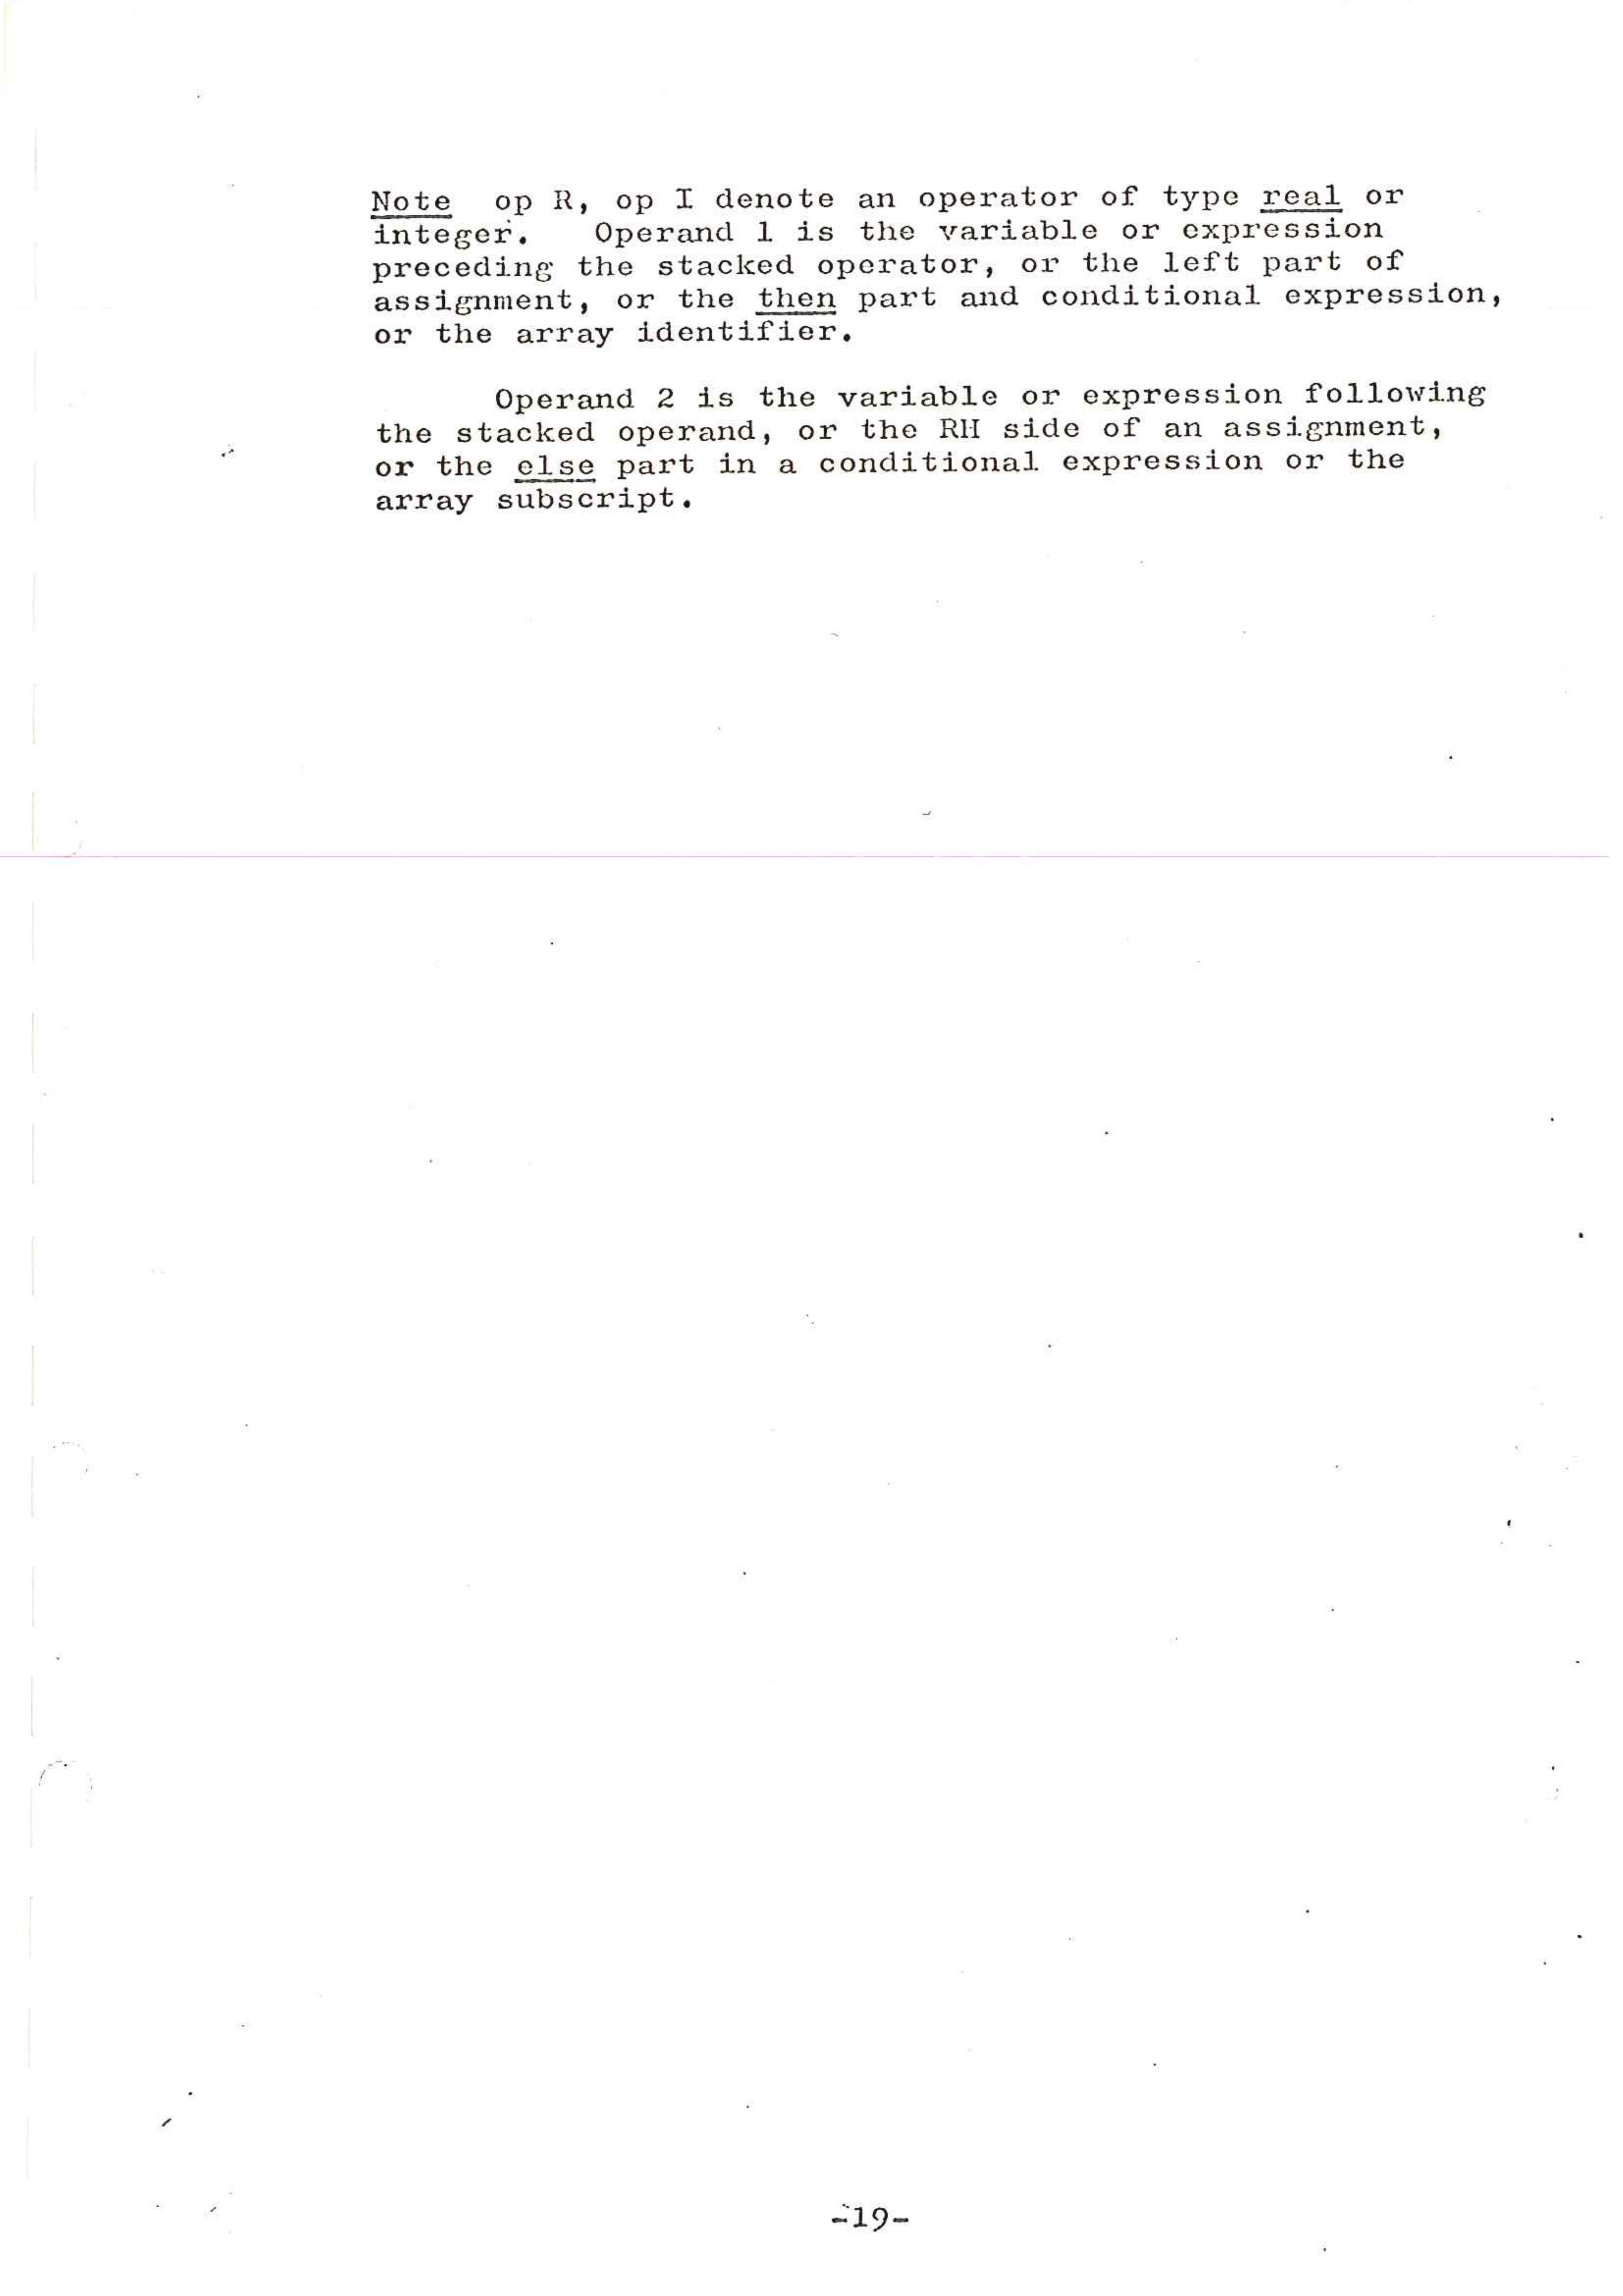 Note op R, op I denote an operator of type real or
integer. Operand 1 is the variable or expression
preceding the stacked operator, or the left part of
assignment, or the then part and conditional expression,
or the array identifier.
Operand 2 is the variable or expression following
the stacked operand, or the RH side of an assignment,
or the else part in a conditional expression or the
array subscript.
-19-